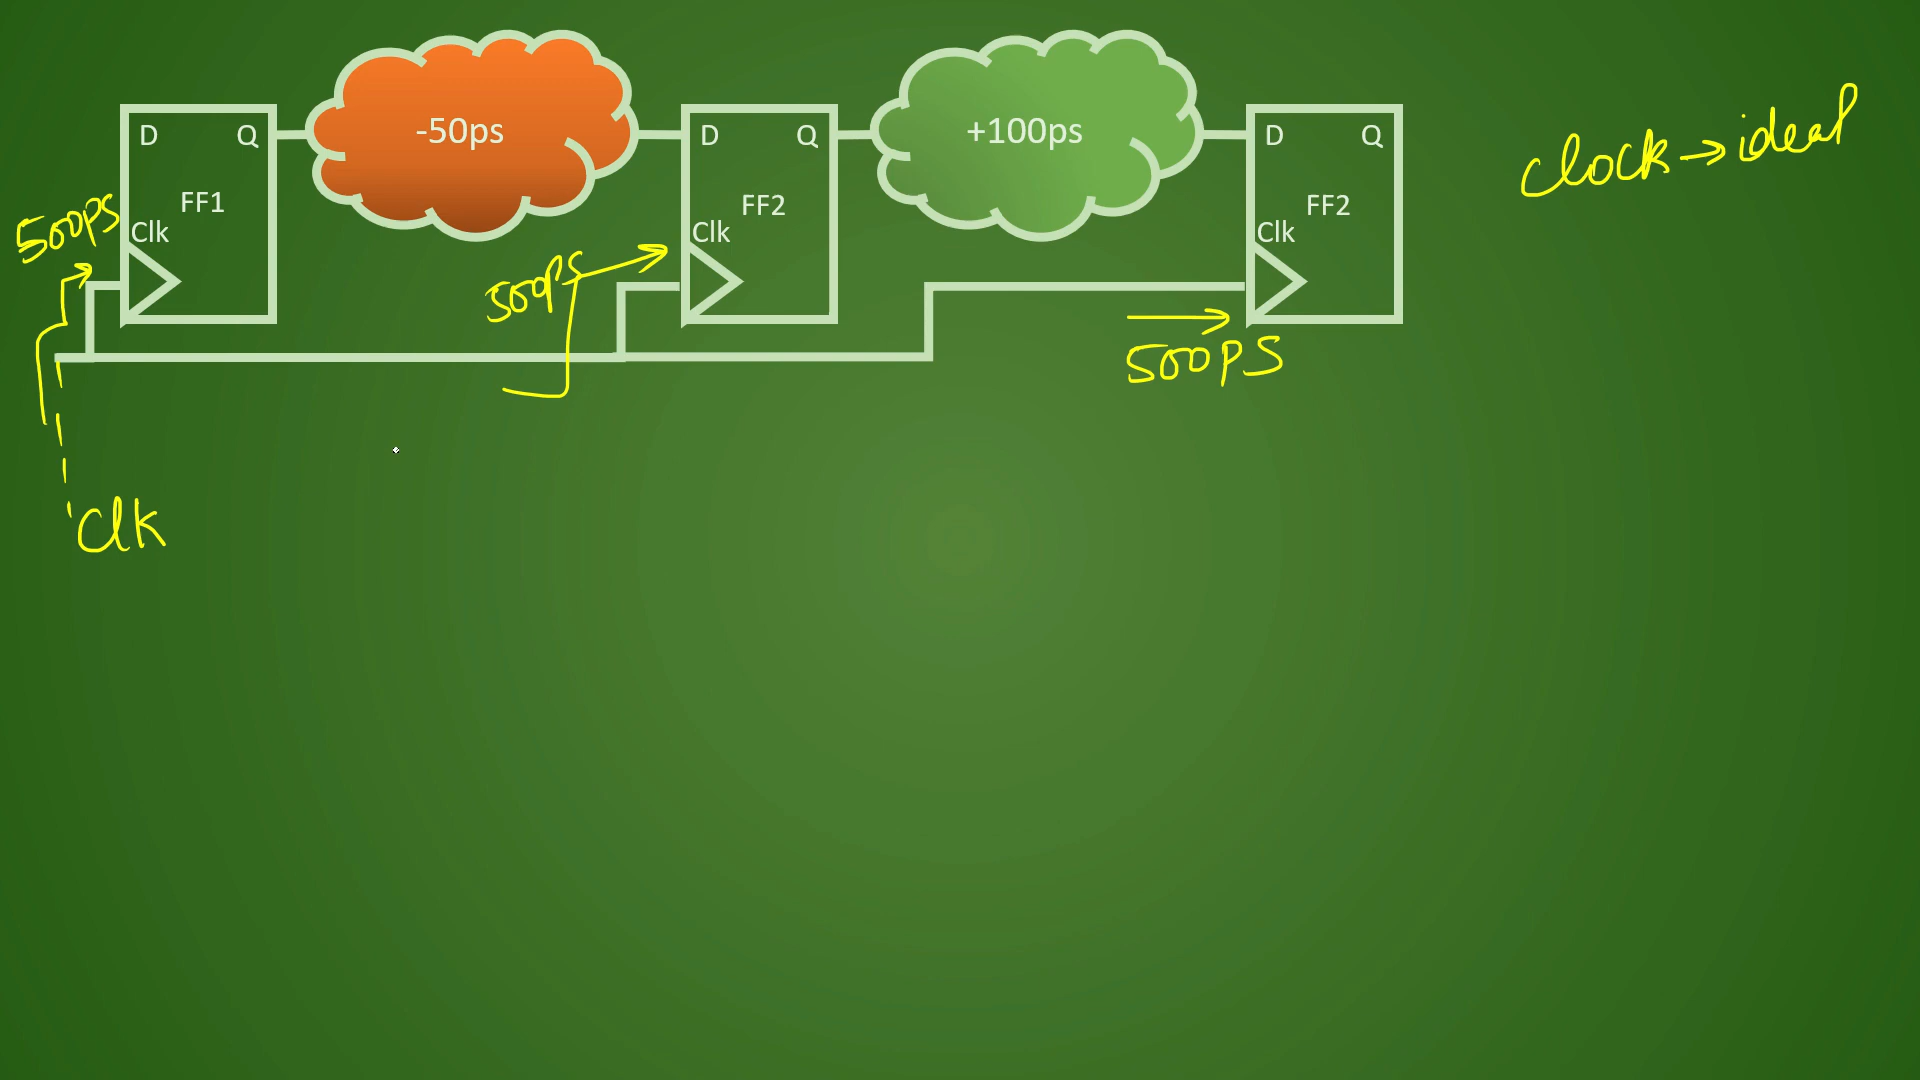 -50ps
+100ps
D Q
D Q
D Q
clock → ideal
FF1
FF2
FF2
500ps
Clk
Clk
Clk
500ps
500PS
Clk